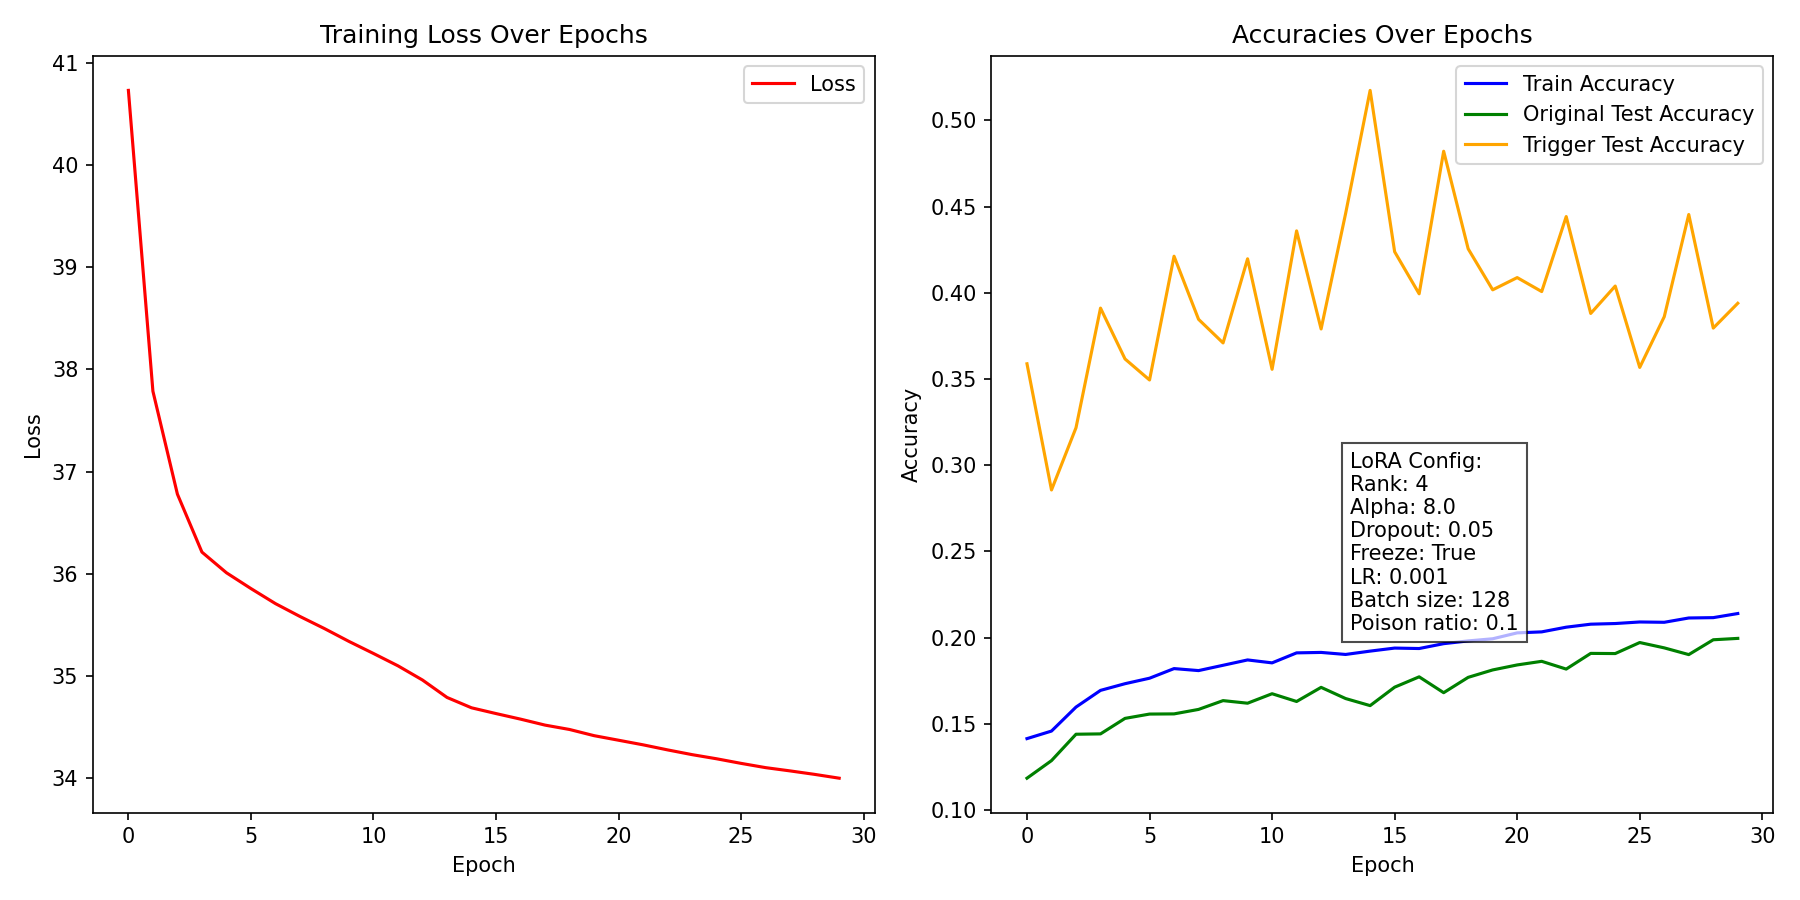 Training Loss Over Epochs
41
40
39
38
37
36
35
34
Loss
Loss
0 5 10 15 20 25 30
Epoch
Accuracies Over Epochs
0.50
0.45
0.40
0.35
0.30
0.25
0.20
0.15
0.10
Accuracy
Train Accuracy
Original Test Accuracy
Trigger Test Accuracy
LoRA Config:
Rank: 4
Alpha: 8.0
Dropout: 0.05
Freeze: True
LR: 0.001
Batch size: 128
Poison ratio: 0.1
0 5 10 15 20 25 30
Epoch